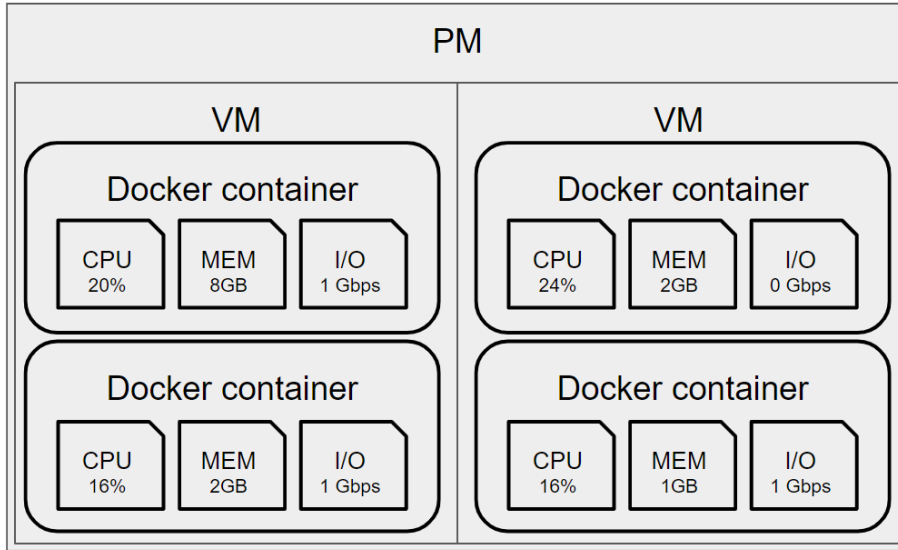 PM
VM
Docker container
CPU
20%
MEM
8GB
I/O
1 Gbps
Docker container
CPU
16%
MEM
2GB
I/O
1 Gbps
VM
Docker container
CPU
24%
MEM
2GB
I/O
0 Gbps
Docker container
CPU
16%
MEM
1GB
I/O
1 Gbps